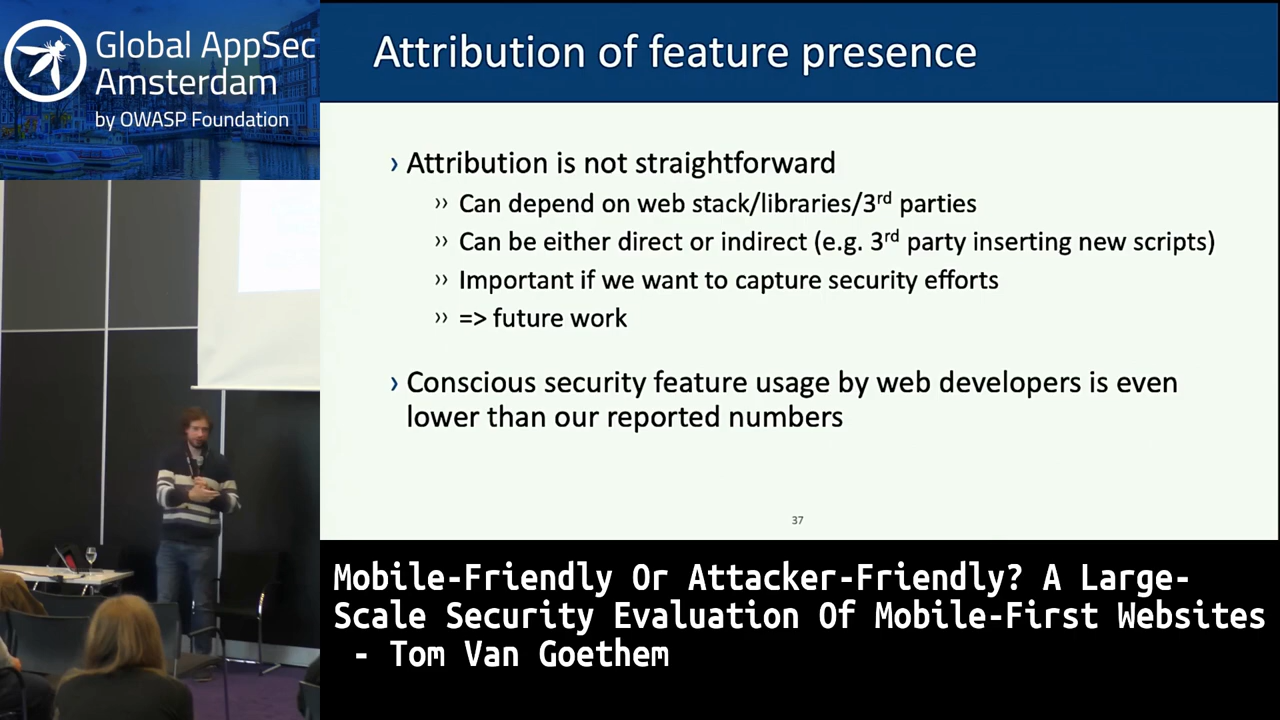 Global AppSec
Amsterdam
by OWASP Foundation
Attribution of feature presence
› Attribution is not straightforward
›› Can depend on web stack/libraries/3rd parties
›› Can be either direct or indirect (e.g. 3rd party inserting new scripts)
›› Important if we want to capture security efforts
›› => future work
› Conscious security feature usage by web developers is even
lower than our reported numbers
37
Mobile-Friendly Or Attacker-Friendly? A Large-
Scale Security Evaluation Of Mobile-First Websites
- Tom Van Goethem